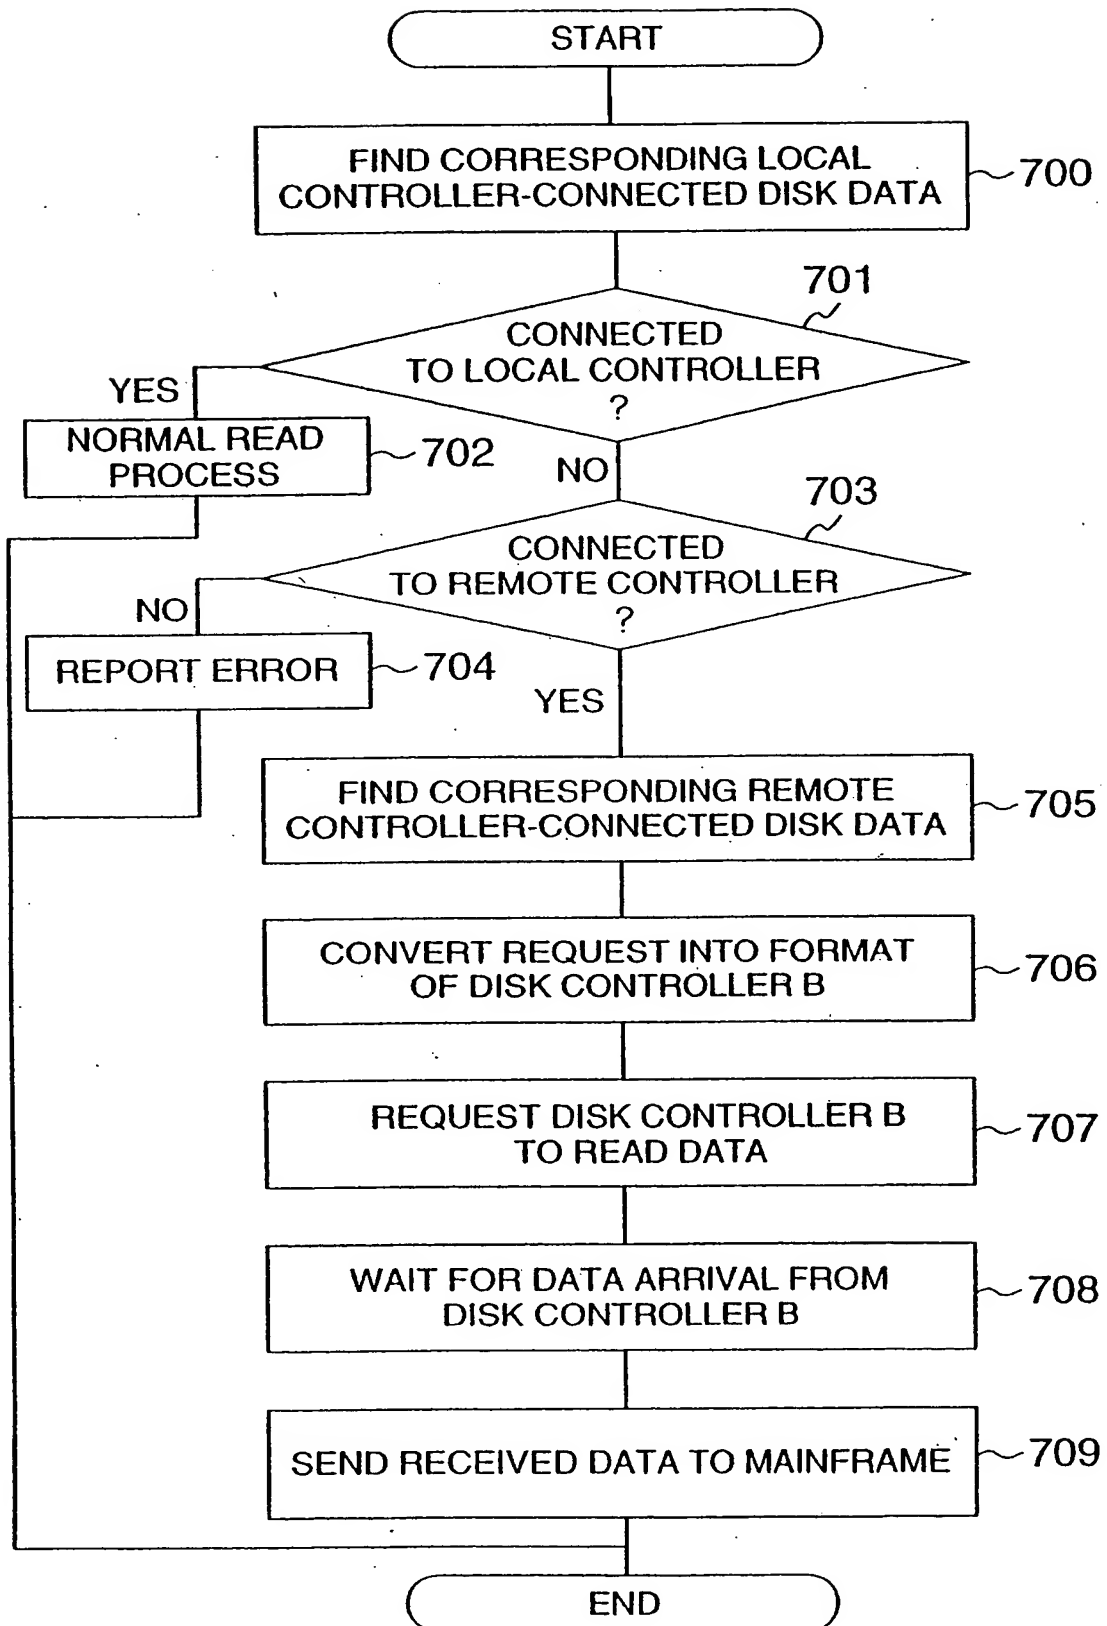 START
FIND CORRESPONDING LOCAL
CONTROLLER-CONNECTED DISK DATA
700
701
CONNECTED
TO LOCAL CONTROLLER
?
YES
NORMAL READ
PROCESS
702
NO
703
CONNECTED
TO REMOTE CONTROLLER
?
NO
REPORT ERROR
704
YES
FIND CORRESPONDING REMOTE
CONTROLLER-CONNECTED DISK DATA
705
CONVERT REQUEST INTO FORMAT
OF DISK CONTROLLER B
706
REQUEST DISK CONTROLLER B
TO READ DATA
707
WAIT FOR DATA ARRIVAL FROM
DISK CONTROLLER B
708
SEND RECEIVED DATA TO MAINFRAME
709
END